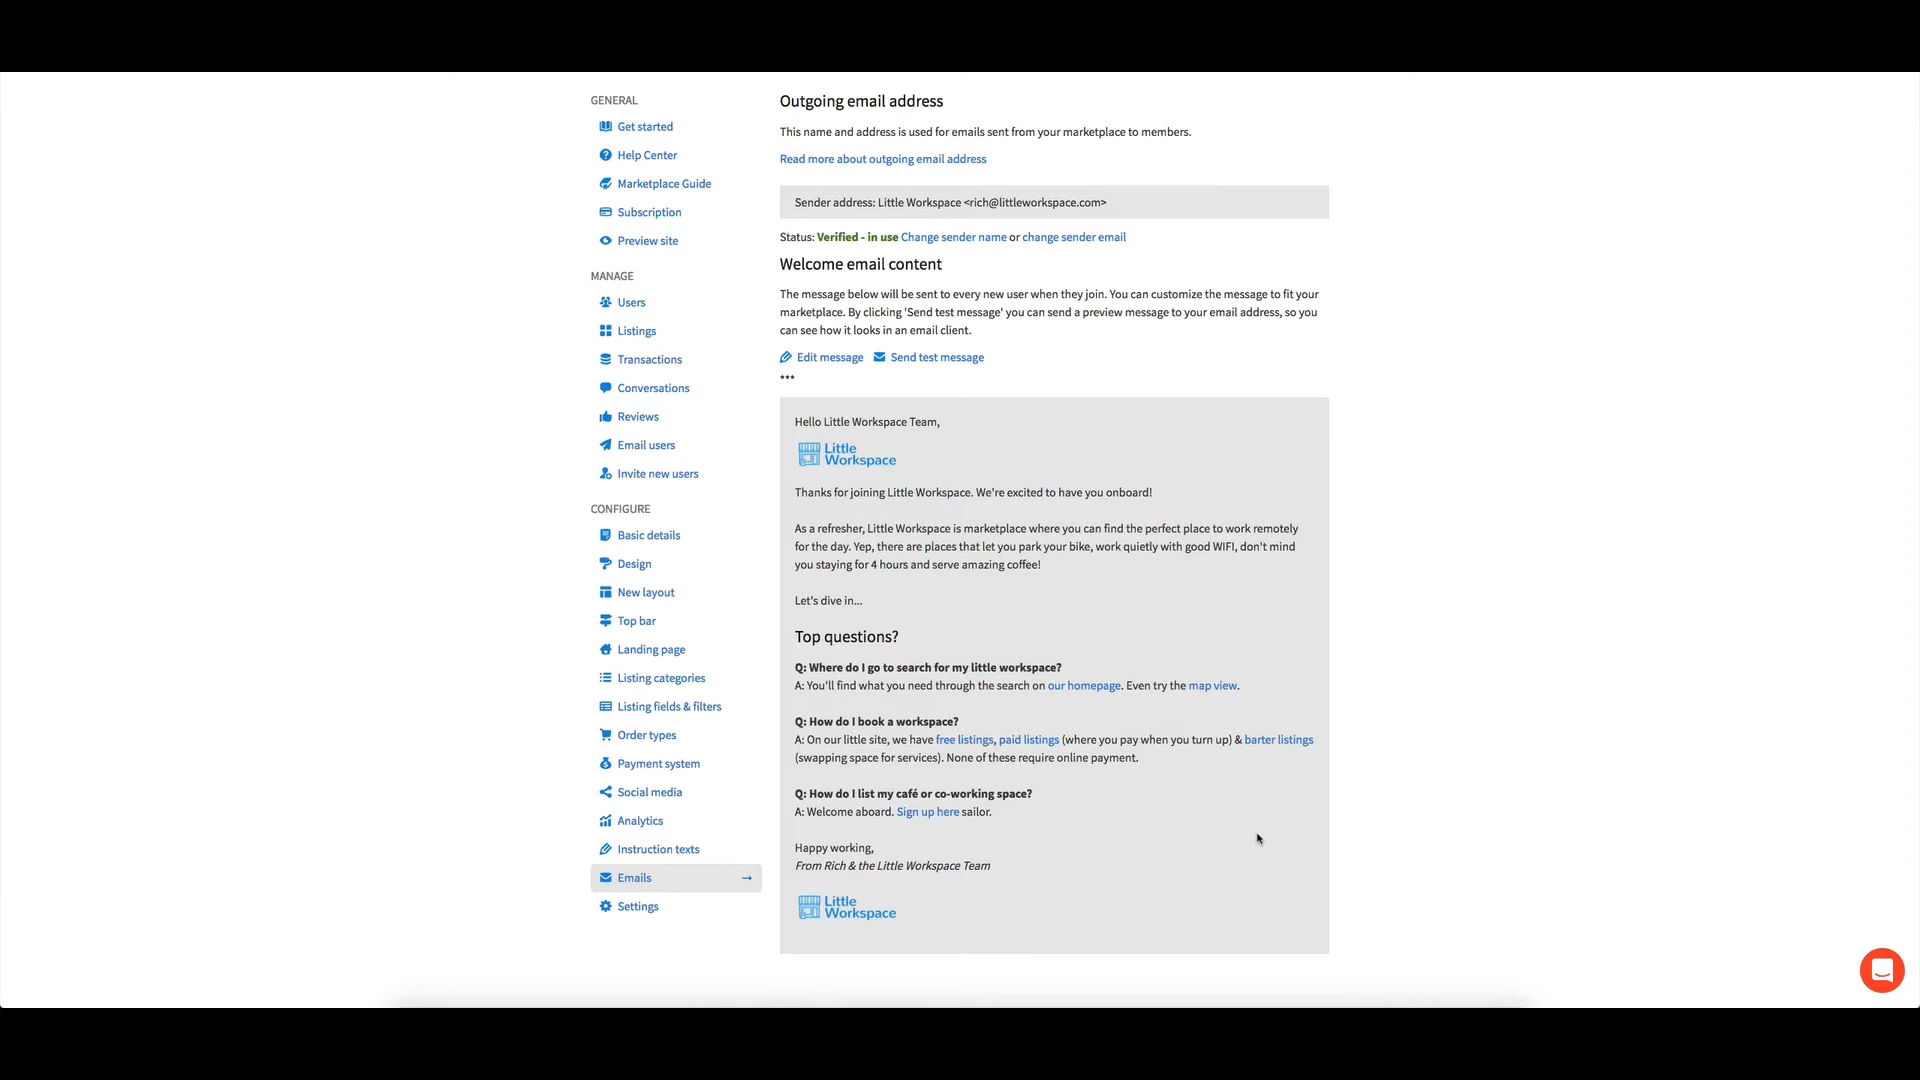 GENERAL
Get started
Help Center
Marketplace Guide
Subscription
Preview site
MANAGE
Users
Listings
Transactions
Conversations
Reviews
Email users
Invite new users
CONFIGURE
Basic details
Design
New layout
Top bar
Landing page
Listing categories
Listing fields & filters
Order types
Payment system
Social media
Analytics
Instruction texts
Emails →
Settings
Outgoing email address
This name and address is used for emails sent from your marketplace to members.
Read more about outgoing email address
Sender address: Little Workspace <rich@littleworkspace.com>
Status: Verified - in use Change sender name or change sender email
Welcome email content
The message below will be sent to every new user when they join. You can customize the message to fit your
marketplace. By clicking 'Send test message' you can send a preview message to your email address, so you
can see how it looks in an email client.
Edit message Send test message
***
Hello Little Workspace Team,
Little
Workspace
Thanks for joining Little Workspace. We're excited to have you onboard!
As a refresher, Little Workspace is marketplace where you can find the perfect place to work remotely
for the day. Yep, there are places that let you park your bike, work quietly with good WIFI, don't mind
you staying for 4 hours and serve amazing coffee!
Let's dive in...
Top questions?
Q: Where do I go to search for my little workspace?
A: You'll find what you need through the search on our homepage. Even try the map view.
Q: How do I book a workspace?
A: On our little site, we have free listings, paid listings (where you pay when you turn up) & barter listings
(swapping space for services). None of these require online payment.
Q: How do I list my café or co-working space?
A: Welcome aboard. Sign up here sailor.
Happy working,
From Rich & the Little Workspace Team
Little
Workspace